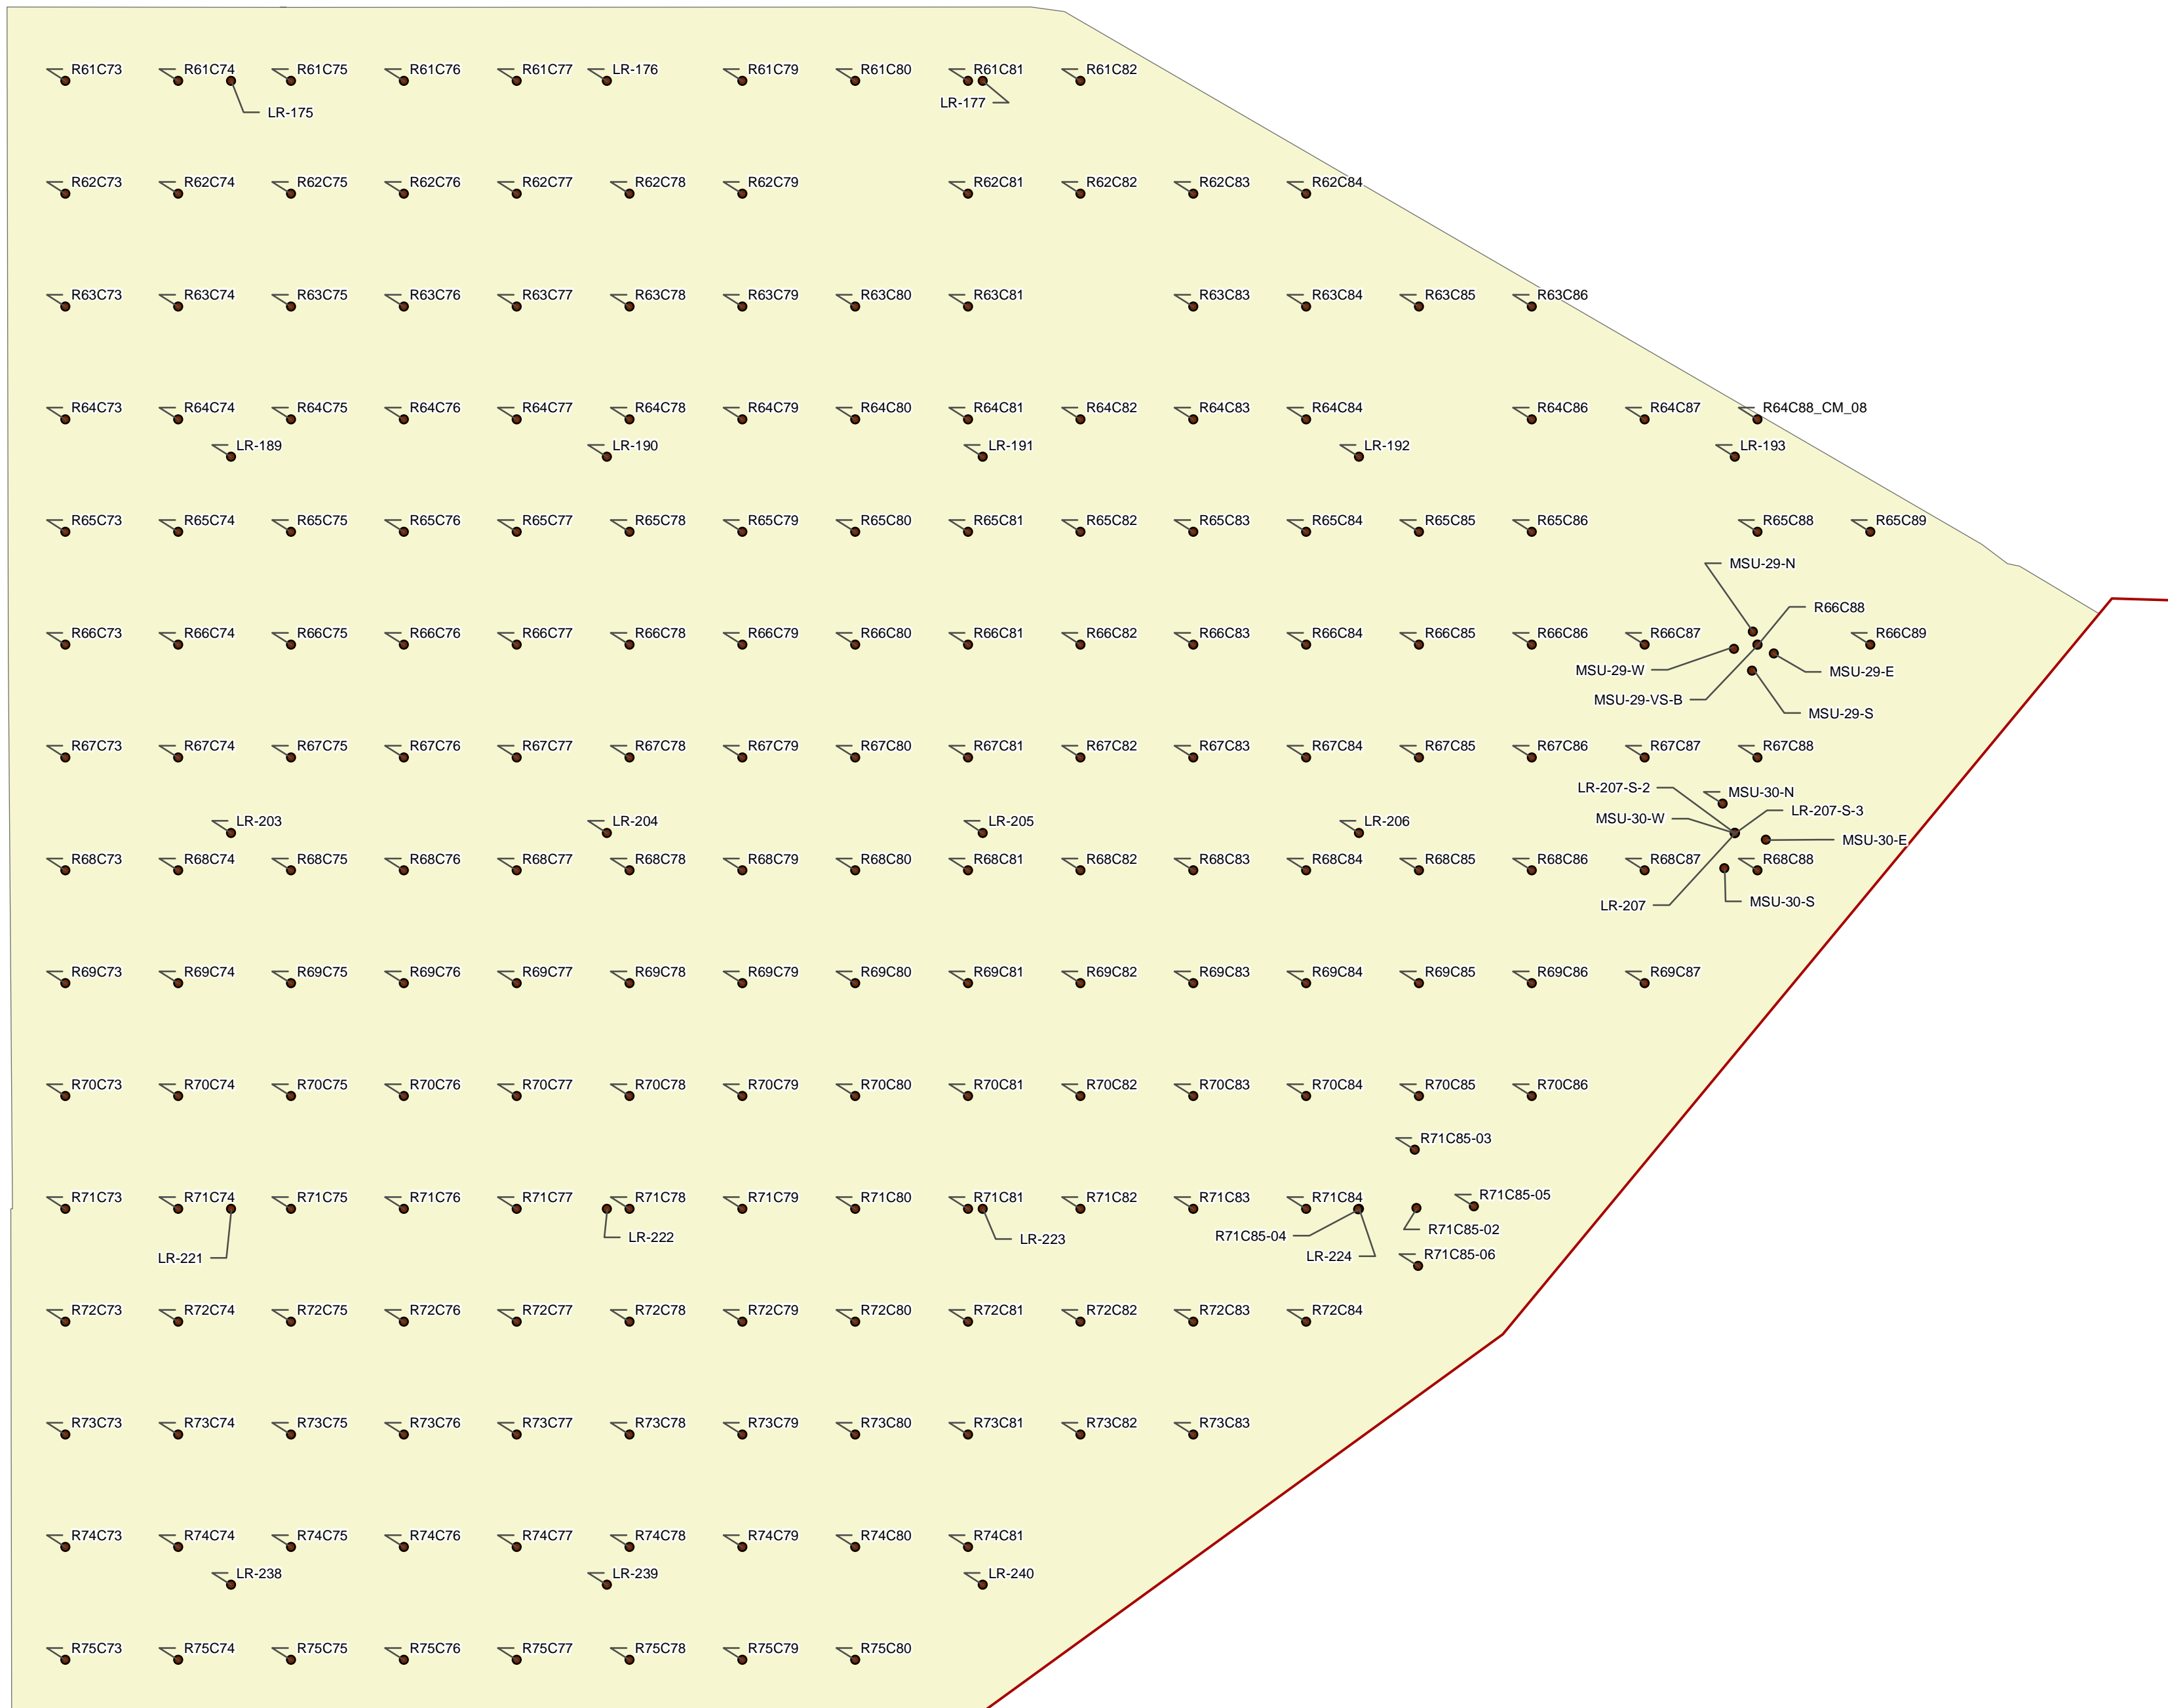 R61C73 R61C74 R61C75 R61C76 R61C77 LR-176 R61C79 R61C80 R61C81 R61C82
LR-177
LR-175
R62C73 R62C74 R62C75 R62C76 R62C77 R62C78 R62C79 R62C81 R62C82 R62C83 R62C84
R63C73 R63C74 R63C75 R63C76 R63C77 R63C78 R63C79 R63C80 R63C81 R63C83 R63C84 R63C85 R63C86
R64C73 R64C74 R64C75 R64C76 R64C77 R64C78 R64C79 R64C80 R64C81 R64C82 R64C83 R64C84 R64C86 R64C87 R64C88_CM_08
LR-189 LR-190 LR-191 LR-192 LR-193
R65C73 R65C74 R65C75 R65C76 R65C77 R65C78 R65C79 R65C80 R65C81 R65C82 R65C83 R65C84 R65C85 R65C86 R65C88 R65C89
MSU-29-N
R66C88
R66C73 R66C74 R66C75 R66C76 R66C77 R66C78 R66C79 R66C80 R66C81 R66C82 R66C83 R66C84 R66C85 R66C86 R66C87 R66C89
MSU-29-W MSU-29-E
MSU-29-VS-B
MSU-29-S
R67C73 R67C74 R67C75 R67C76 R67C77 R67C78 R67C79 R67C80 R67C81 R67C82 R67C83 R67C84 R67C85 R67C86 R67C87 R67C88
LR-207-S-2 MSU-30-N
LR-207-S-3
MSU-30-W
LR-203 LR-204 LR-205 LR-206
MSU-30-E
R68C73 R68C74 R68C75 R68C76 R68C77 R68C78 R68C79 R68C80 R68C81 R68C82 R68C83 R68C84 R68C85 R68C86 R68C87 R68C88
LR-207 MSU-30-S
R69C73 R69C74 R69C75 R69C76 R69C77 R69C78 R69C79 R69C80 R69C81 R69C82 R69C83 R69C84 R69C85 R69C86 R69C87
R70C73 R70C74 R70C75 R70C76 R70C77 R70C78 R70C79 R70C80 R70C81 R70C82 R70C83 R70C84 R70C85 R70C86
R71C85-03
R71C73 R71C74 R71C75 R71C76 R71C77 R71C78 R71C79 R71C80 R71C81 R71C82 R71C83 R71C84 R71C85-05
LR-222 LR-223 R71C85-04 R71C85-02
LR-221 LR-224 R71C85-06
R72C73 R72C74 R72C75 R72C76 R72C77 R72C78 R72C79 R72C80 R72C81 R72C82 R72C83 R72C84
R73C73 R73C74 R73C75 R73C76 R73C77 R73C78 R73C79 R73C80 R73C81 R73C82 R73C83
R74C73 R74C74 R74C75 R74C76 R74C77 R74C78 R74C79 R74C80 R74C81
LR-238 LR-239 LR-240
R75C73 R75C74 R75C75 R75C76 R75C77 R75C78 R75C79 R75C80